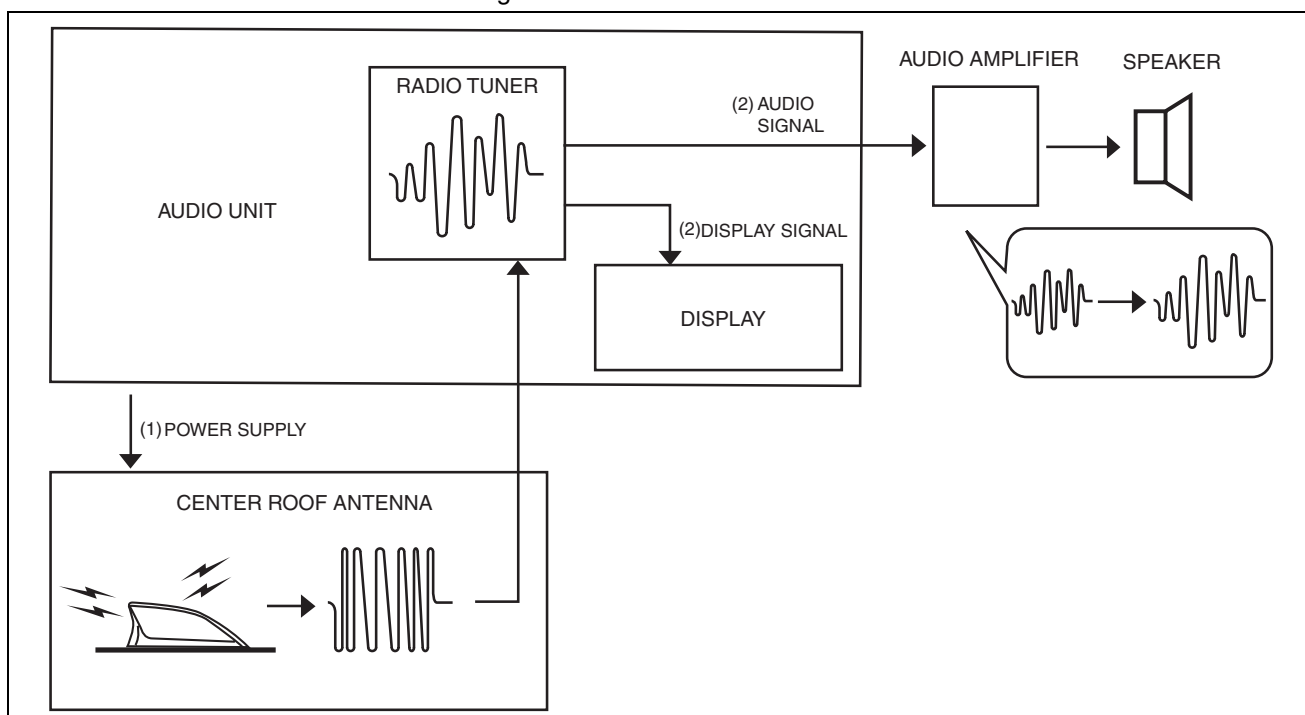 RADIO TUNER
AUDIO UNIT
(2) AUDIO
SIGNAL
(2)DISPLAY SIGNAL
DISPLAY
AUDIO AMPLIFIER
SPEAKER
(1)POWER SUPPLY
CENTER ROOF ANTENNA